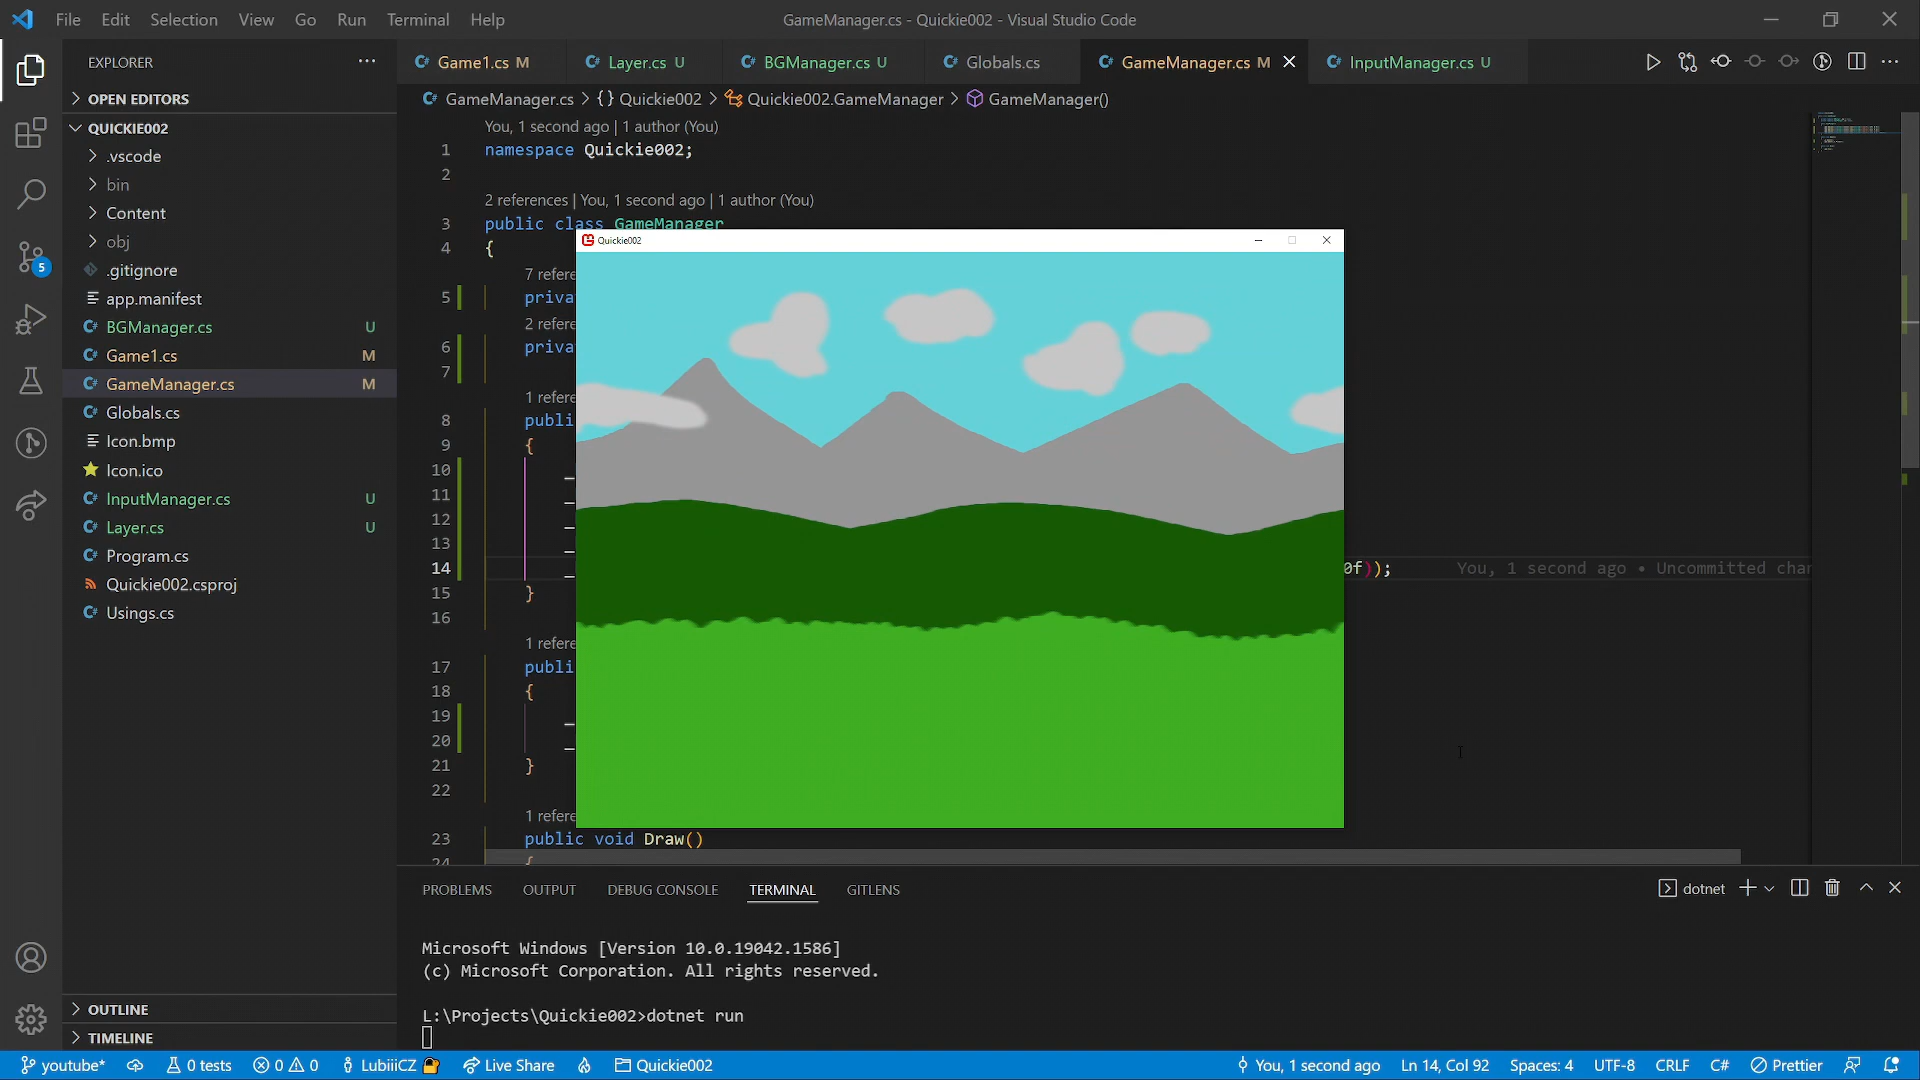 File Edit Selection View Go Run Terminal Help
GameManager.cs - Quickie002 - Visual Studio Code
EXPLORER
Game1.cs M
Layer.cs U
BGManager.cs U
Globals.cs
GameManager.cs M
InputManager.cs U
OPEN EDITORS
QUICKIE002
.vscode
bin
Content
obj
.gitignore
app.manifest
BGManager.cs U
Game1.cs M
GameManager.cs M
Globals.cs
Icon.bmp
Icon.ico
InputManager.cs U
Layer.cs U
Program.cs
Quickie002.csproj
Usings.cs
OUTLINE
TIMELINE
5
GameManager.cs > {} Quickie002 > Quickie002.GameManager > GameManager()
You, 1 second ago | 1 author (You)
1 namespace Quickie002;
2
2 references | You, 1 second ago | 1 author (You)
3 public class GameManager
4 {
7 refere
5 priva
2 refere
6 priva
7
1 refere
8 publi
9 {
10 _
11 _
12
13 _
14 _ 0f)); You, 1 second ago • Uncommitted char
15 }
16
1 refere
17 publi
18 {
19 _
20 _
21 }
22
1 refere
23 public void Draw()
24 {
Quickie002
PROBLEMS OUTPUT DEBUG CONSOLE TERMINAL GITLENS
dotnet
Microsoft Windows [Version 10.0.19042.1586]
(c) Microsoft Corporation. All rights reserved.
L:\Projects\Quickie002>dotnet run
youtube* 0 tests 0 0 LubiiiCZ Live Share Quickie002
You, 1 second ago Ln 14, Col 92 Spaces: 4 UTF-8 CRLF C# Prettier